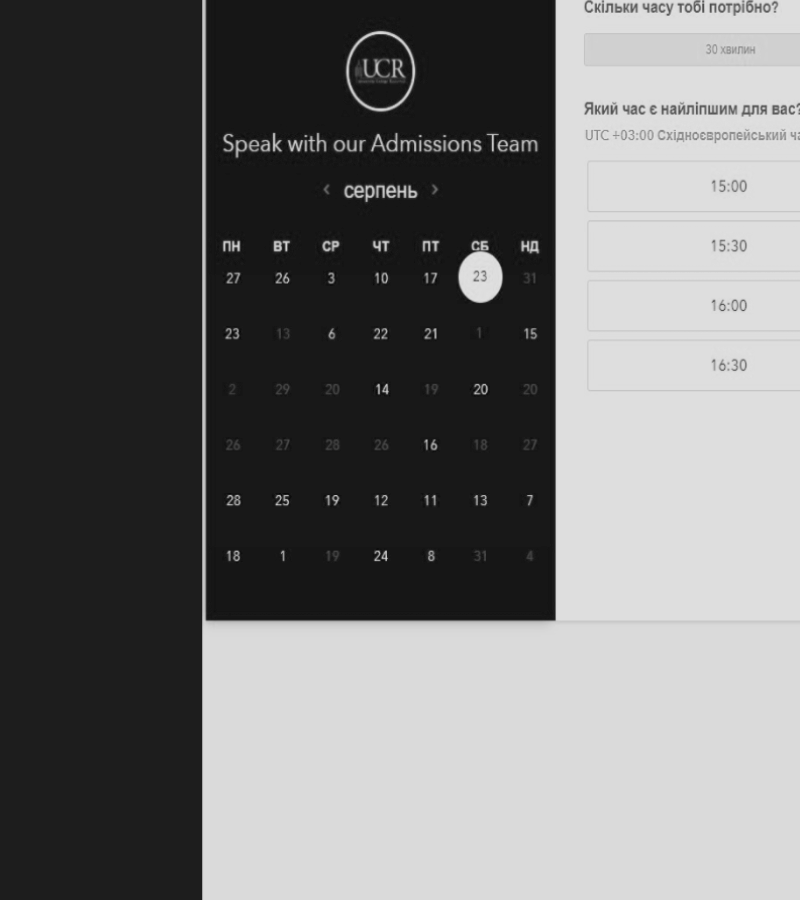 UCR
Speak with our Admissions Team
‹ серпень ›
ПН ВТ СР ЧТ ПТ СБ НД
27 26 3 10 17 23 31
23 13 6 22 21 1 15
2 29 20 14 19 20 20
26 27 28 26 16 18 27
28 25 19 12 11 13 7
18 1 19 24 8 31 4
Скільки часу тобі потрібно?
30 хвилин
Який час є найліпшим для вас?
UTC +03:00 Східноєвропейський ча
15:00
15:30
16:00
16:30